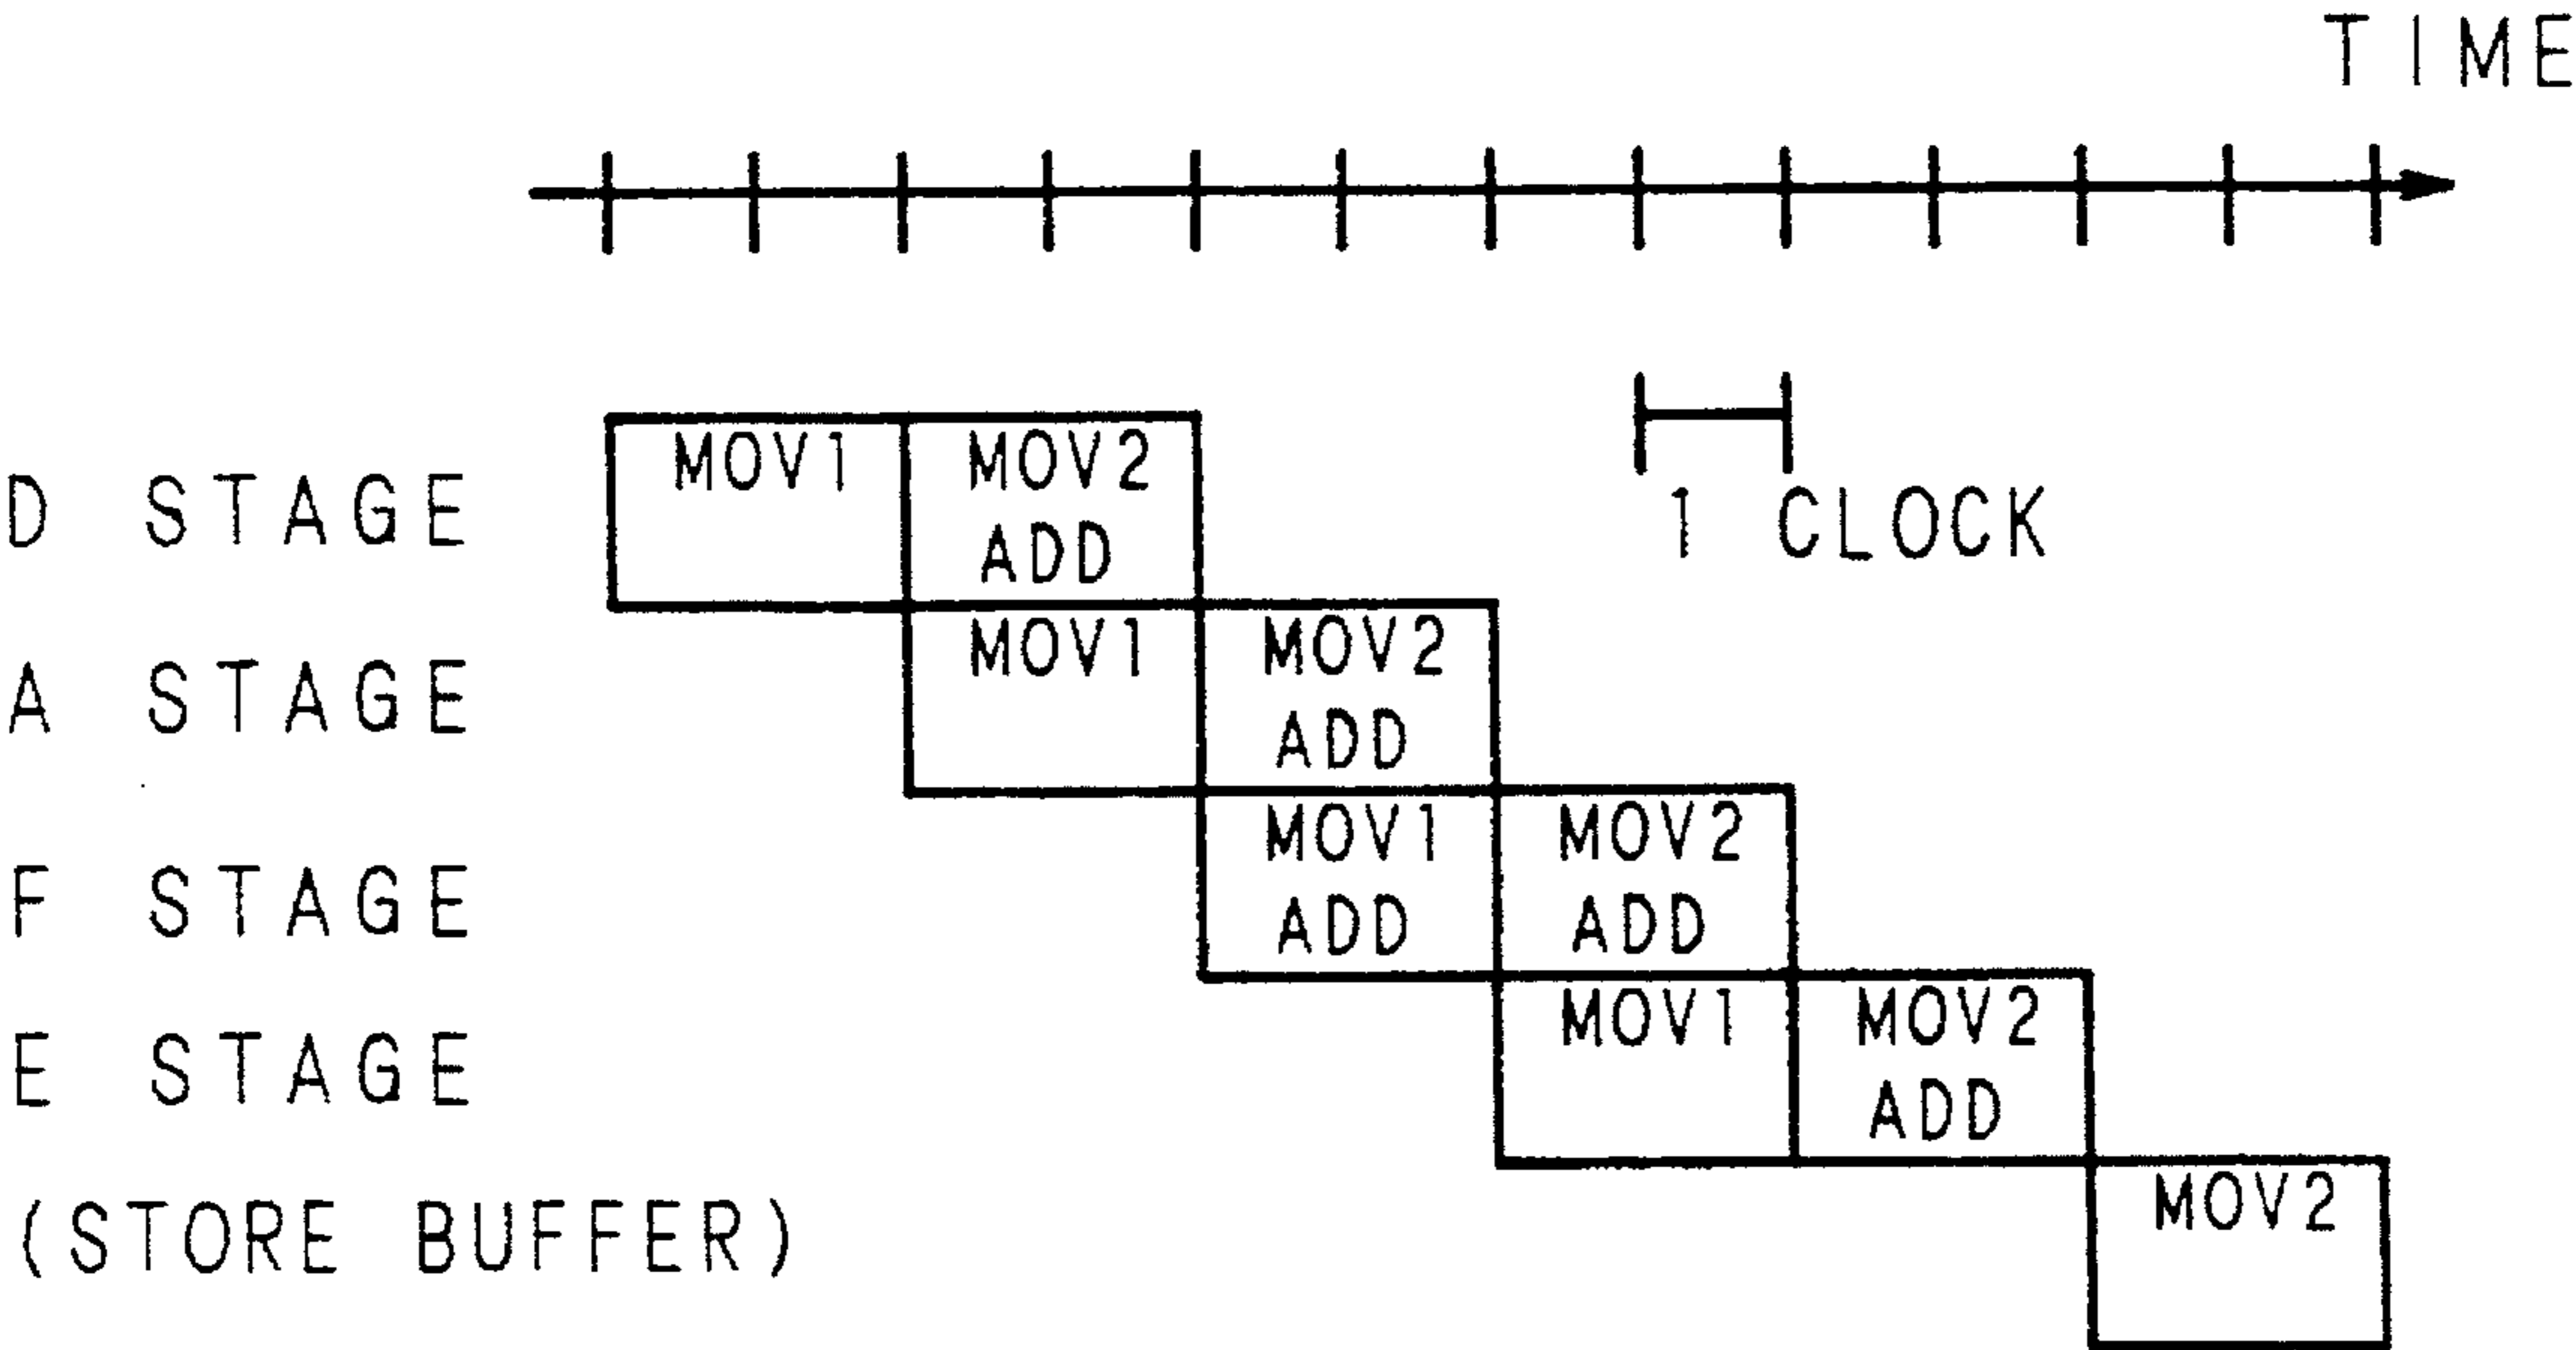 TIME
1 CLOCK
D STAGE
MOV1
MOV2
ADD
A STAGE
MOV1
MOV2
ADD
F STAGE
MOV1
ADD
MOV2
ADD
E STAGE
MOV1
MOV2
ADD
(STORE BUFFER)
MOV2